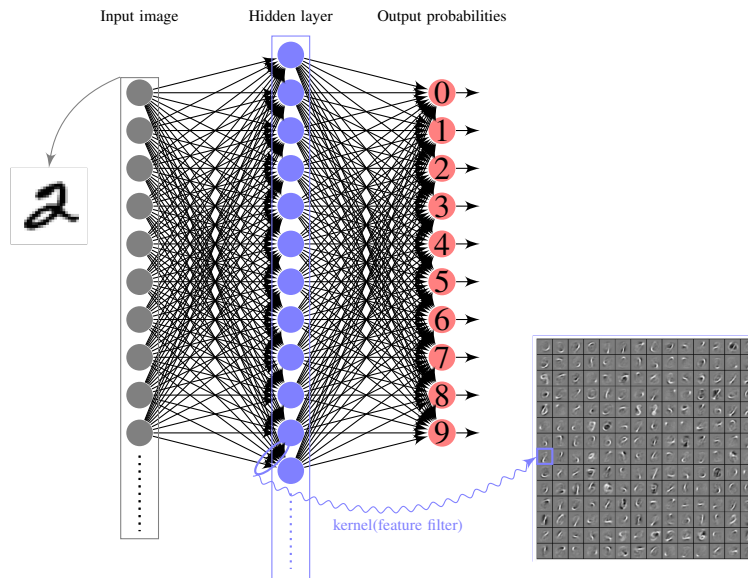 Input image
Hidden layer
Output probabilities
0
1
2
2
3
4
5
6
7
8
9
kernel(feature filter)